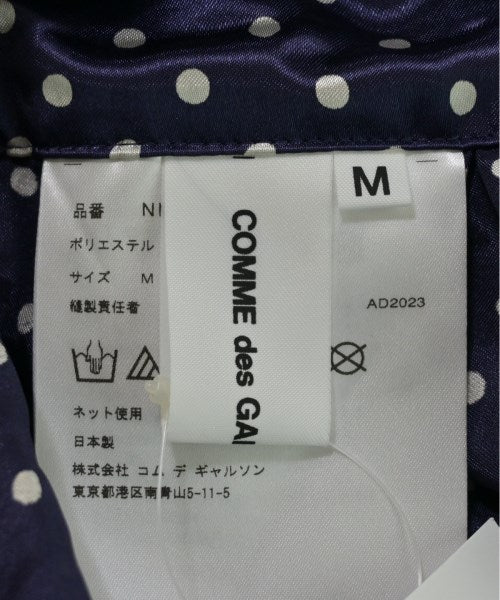 M
COMME des GA
品番 N
ポリエステル
サイズ M
縫製責任者
AD2023
ネット使用
日本製
株式会社 コム デ ギャルソン
東京都港区南青山5-11-5